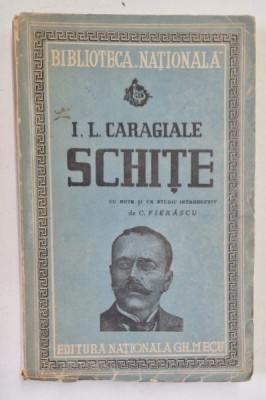 BIBLIOTECA „NAȚIONALĂ"
I. L. CARAGIALE
SCHIȚE
CU NOTE ȘI UN STUDIU INTRODUCTIV
de C. FIERĂSCU
EDITURA NAȚIONALĂ GH. MECU